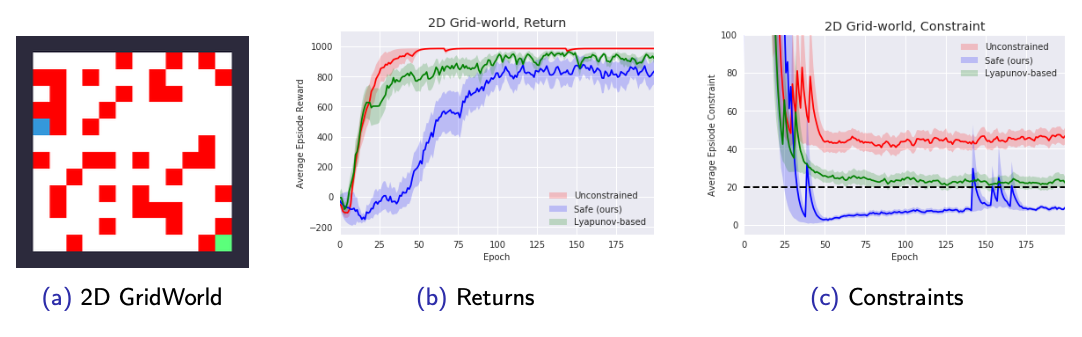 2D Grid-world, Return
Average Epsiode Reward
1000
800
600
400
200
0
−200
0 25 50 75 100 125 150 175
Epoch
Unconstrained
Safe (ours)
Lyapunov-based
2D Grid-world, Constraint
Average Epsiode Constraint
100
80
60
40
20
0
0 25 50 75 100 125 150 175
Epoch
Unconstrained
Safe (ours)
Lyapunov-based
(a) 2D GridWorld
(b) Returns
(c) Constraints